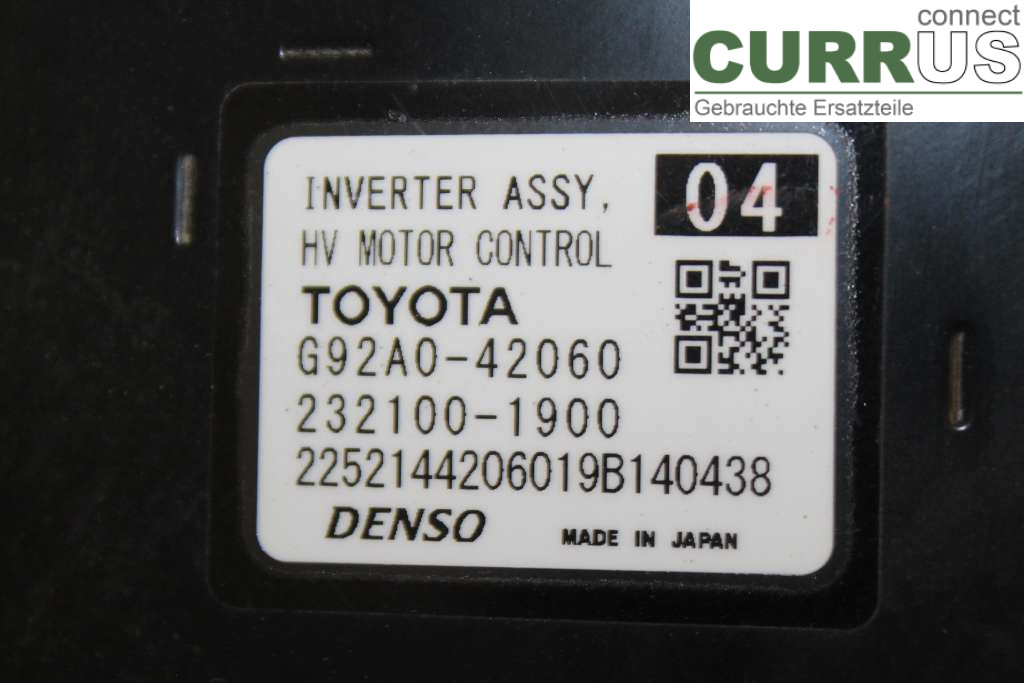 connect
CURRUS
Gebrauchte Ersatzteile
INVERTER ASSY,
04
HV MOTOR CONTROL
TOYOTA
G92A0-42060
232100-1900
2252144206019B140438
DENSO
MADE IN JAPAN